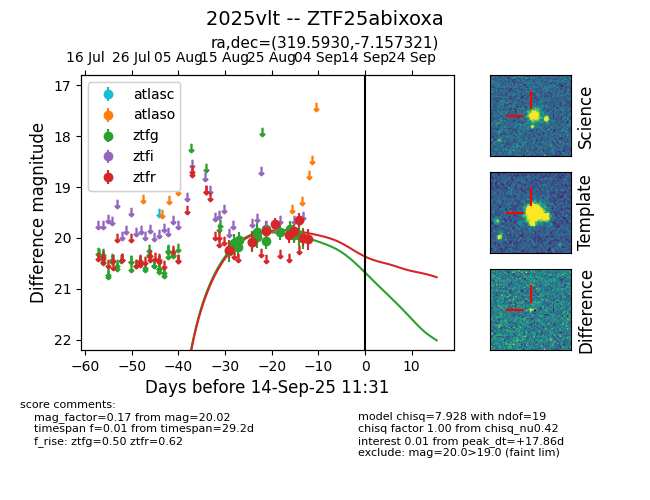 2025vlt -- ZTF25abixoxa
ra,dec=(319.5930,-7.157321)
16 Jul 26 Jul 05 Aug 15 Aug 25 Aug 04 Sep 14 Sep 24 Sep
17
18
19
20
21
22
Difference magnitude
atlasc
atlaso
ztfg
ztfi
ztfr
−60 −50 −40 −30 −20 −10 0 10
Days before 14-Sep-25 11:31
Science
Template
Difference
score comments:
mag_factor=0.17 from mag=20.02
timespan f=0.01 from timespan=29.2d
f_rise: ztfg=0.50 ztfr=0.62
model chisq=7.928 with ndof=19
chisq factor 1.00 from chisq_nu0.42
interest 0.01 from peak_dt=+17.86d
exclude: mag=20.0>19.0 (faint lim)